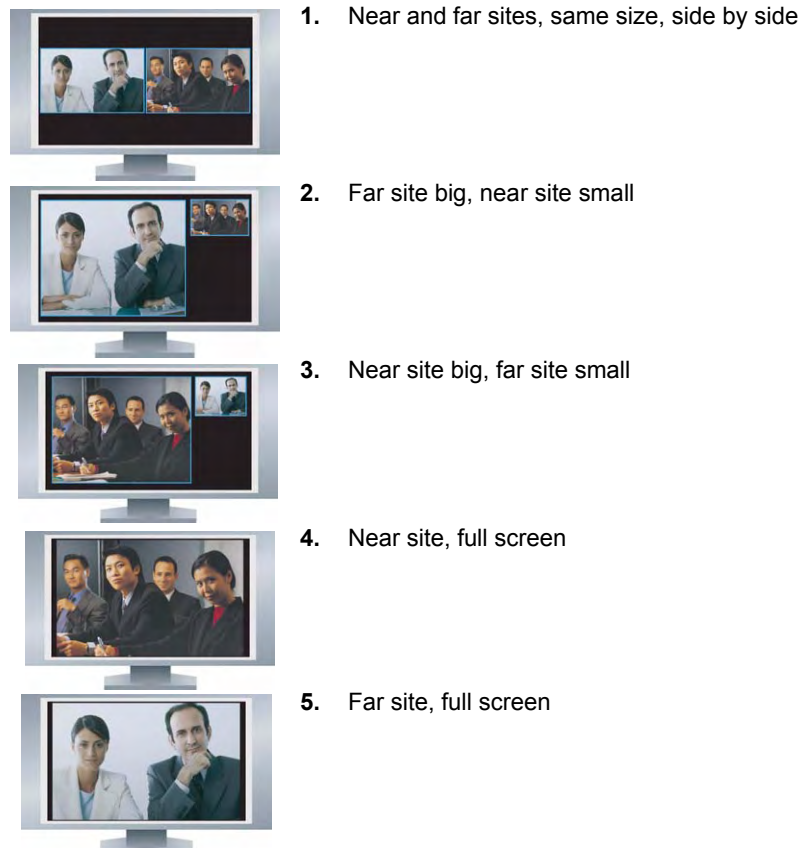 1. Near and far sites, same size, side by side
2. Far site big, near site small
3. Near site big, far site small
4. Near site, full screen
5. Far site, full screen